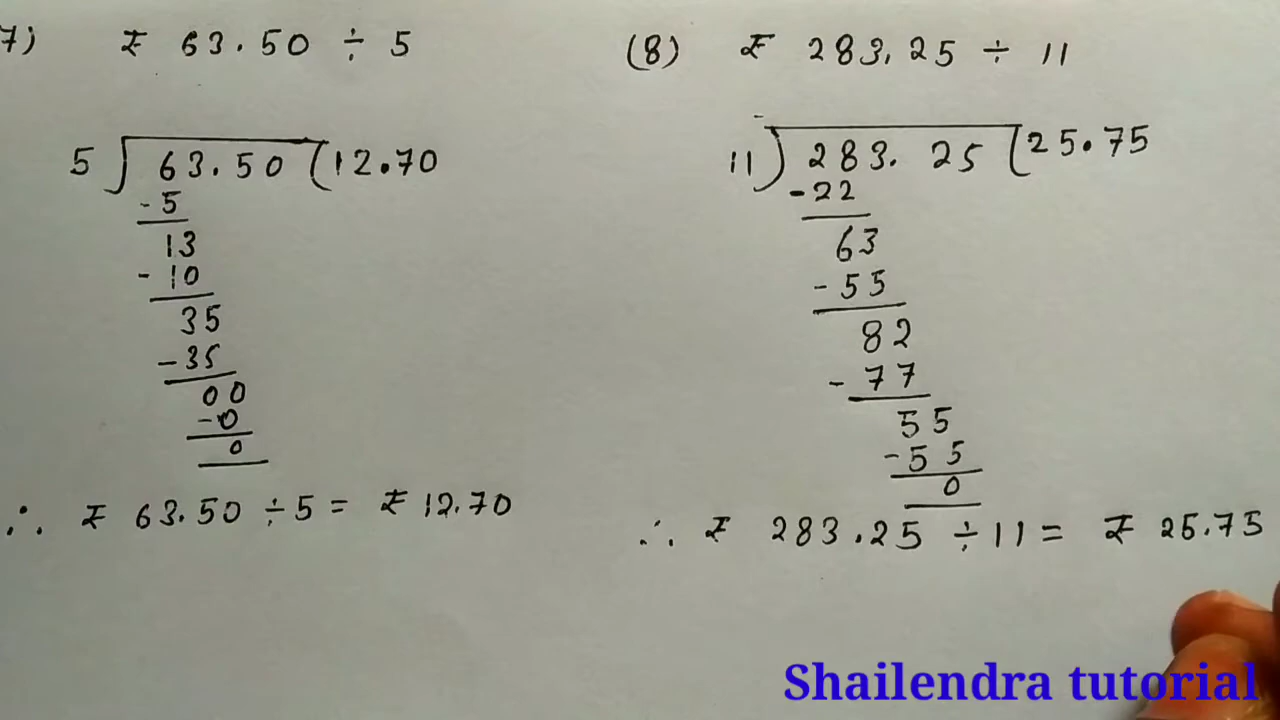 7) ₹ 63.50 ÷ 5
5 ) 63.50 ( 12.70
- 5
13
- 10
35
- 35
00
- 0
0
∴ ₹ 63.50 ÷ 5 = ₹ 12.70
(8) ₹ 283.25 ÷ 11
11 ) 283.25 ( 25.75
- 22
63
- 55
82
- 77
55
- 55
0
∴ ₹ 283.25 ÷ 11 = ₹ 25.75
Shailendra tutorial